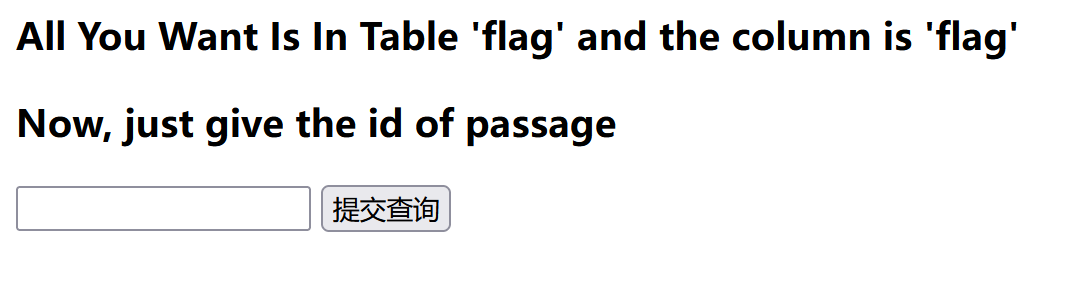 All You Want Is In Table 'flag' and the column is 'flag'
Now, just give the id of passage
提交查询